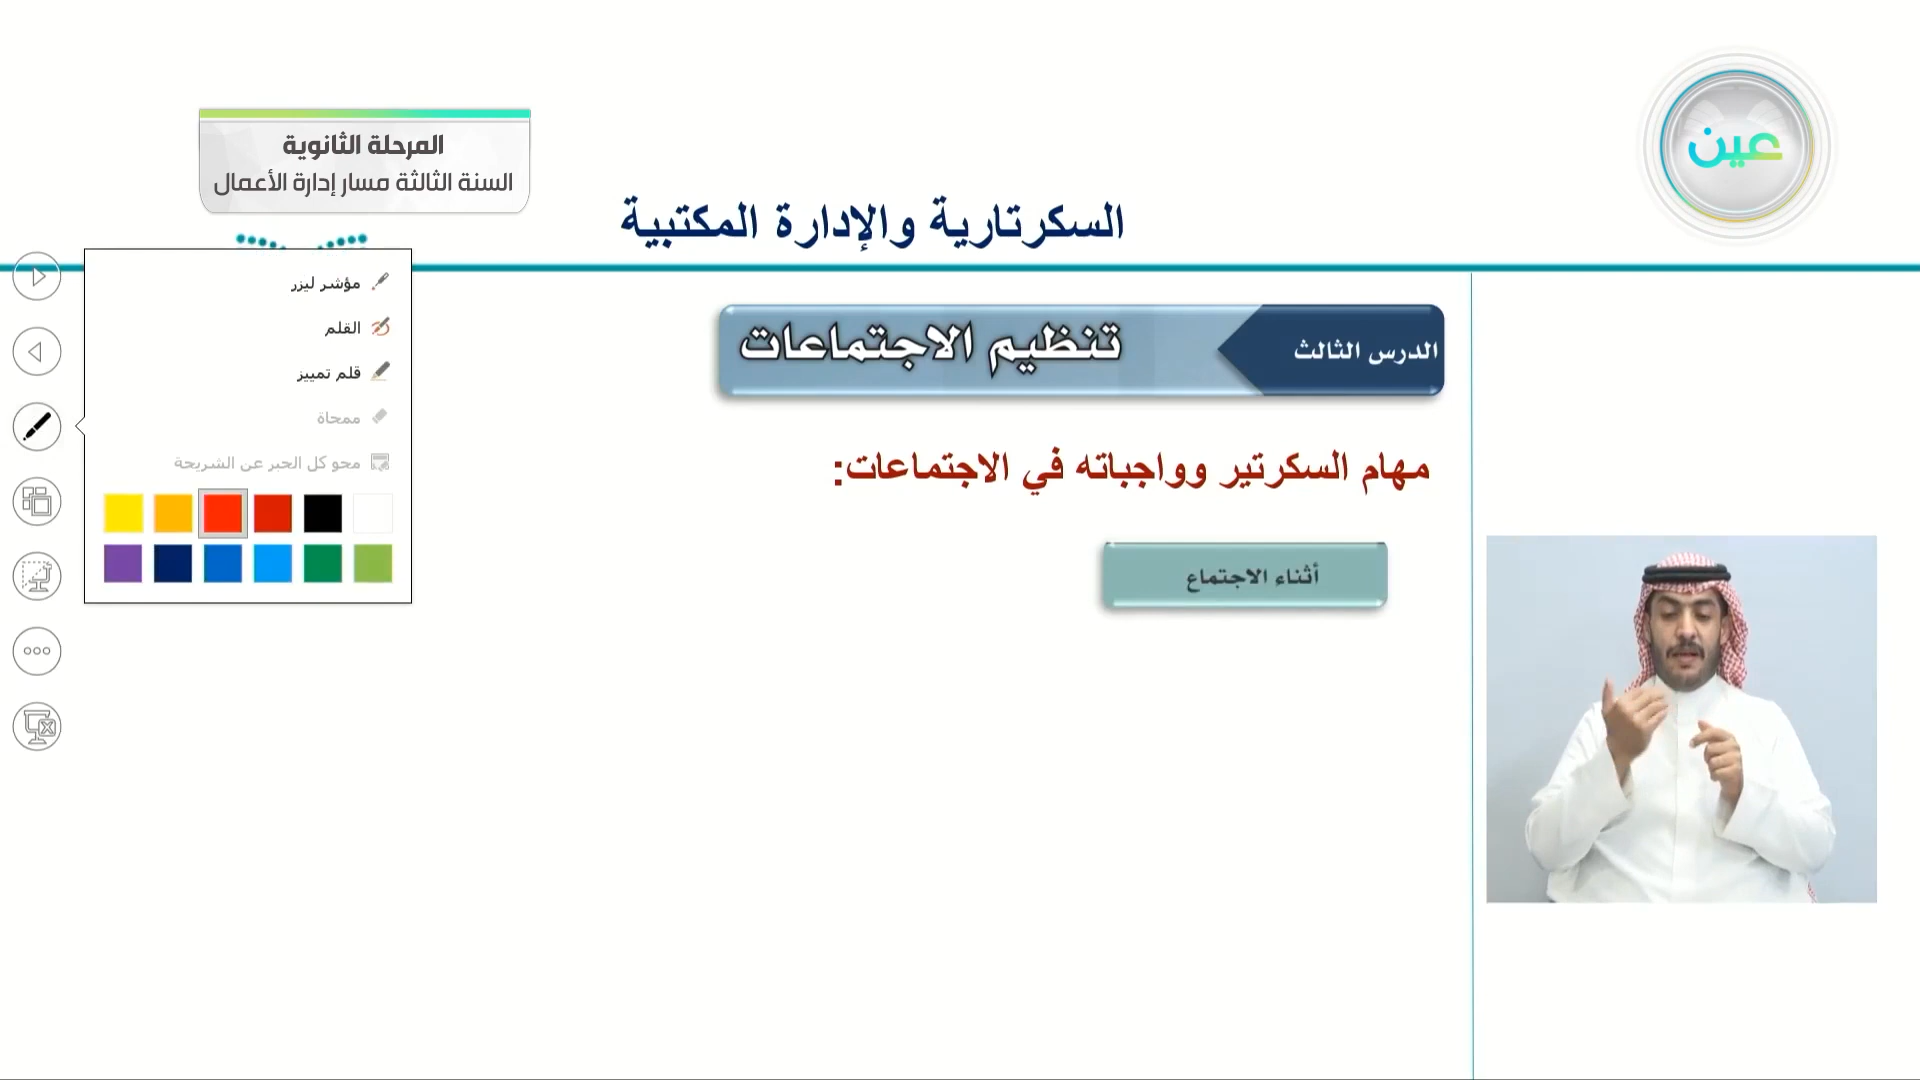 عين
المرحلة الثانوية
السنة الثالثة مسار إدارة الأعمال
السكرتارية والإدارة المكتبية
مؤشر ليزر
القلم
قلم تمييز
ممحاة
محو كل الحبر عن الشريحة
الدرس الثالث
تنظيم الاجتماعات
مهام السكرتير وواجباته في الاجتماعات:
أثناء الاجتماع